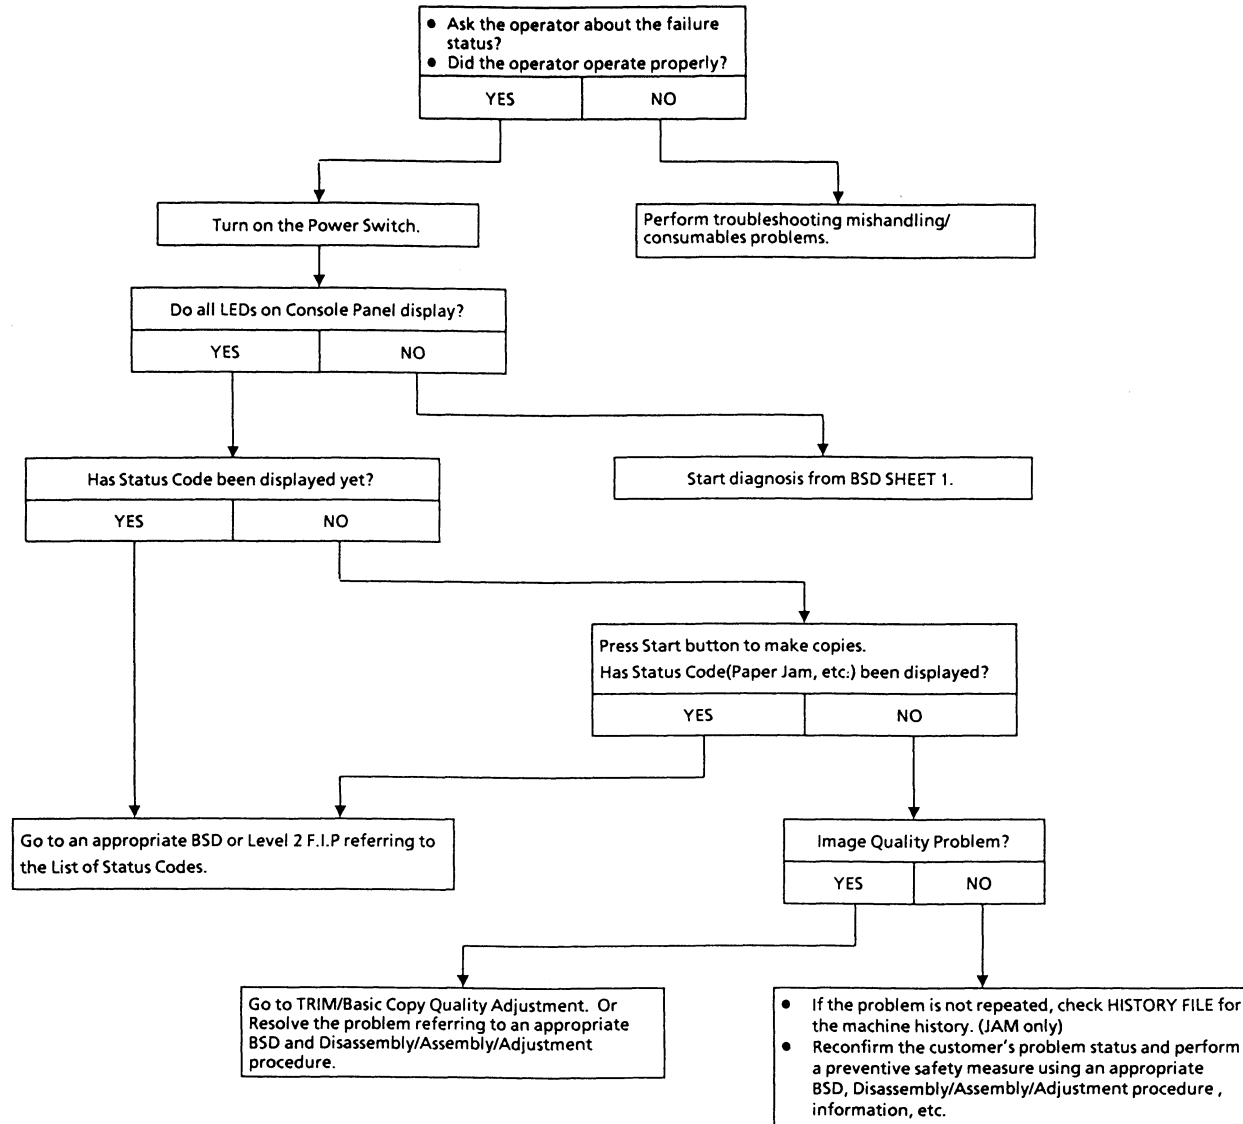 ● Ask the operator about the failure
status?
● Did the operator operate properly?
YES NO
Turn on the Power Switch.
Perform troubleshooting mishandling/
consumables problems.
Do all LEDs on Console Panel display?
YES NO
Has Status Code been displayed yet?
YES NO
Start diagnosis from BSD SHEET 1.
Press Start button to make copies.
Has Status Code(Paper Jam, etc.) been displayed?
YES NO
Go to an appropriate BSD or Level 2 F.I.P referring to
the List of Status Codes.
Image Quality Problem?
YES NO
Go to TRIM/Basic Copy Quality Adjustment. Or
Resolve the problem referring to an appropriate
BSD and Disassembly/Assembly/Adjustment
procedure.
● If the problem is not repeated, check HISTORY FILE for
the machine history. (JAM only)
● Reconfirm the customer's problem status and perform
a preventive safety measure using an appropriate
BSD, Disassembly/Assembly/Adjustment procedure ,
information, etc.